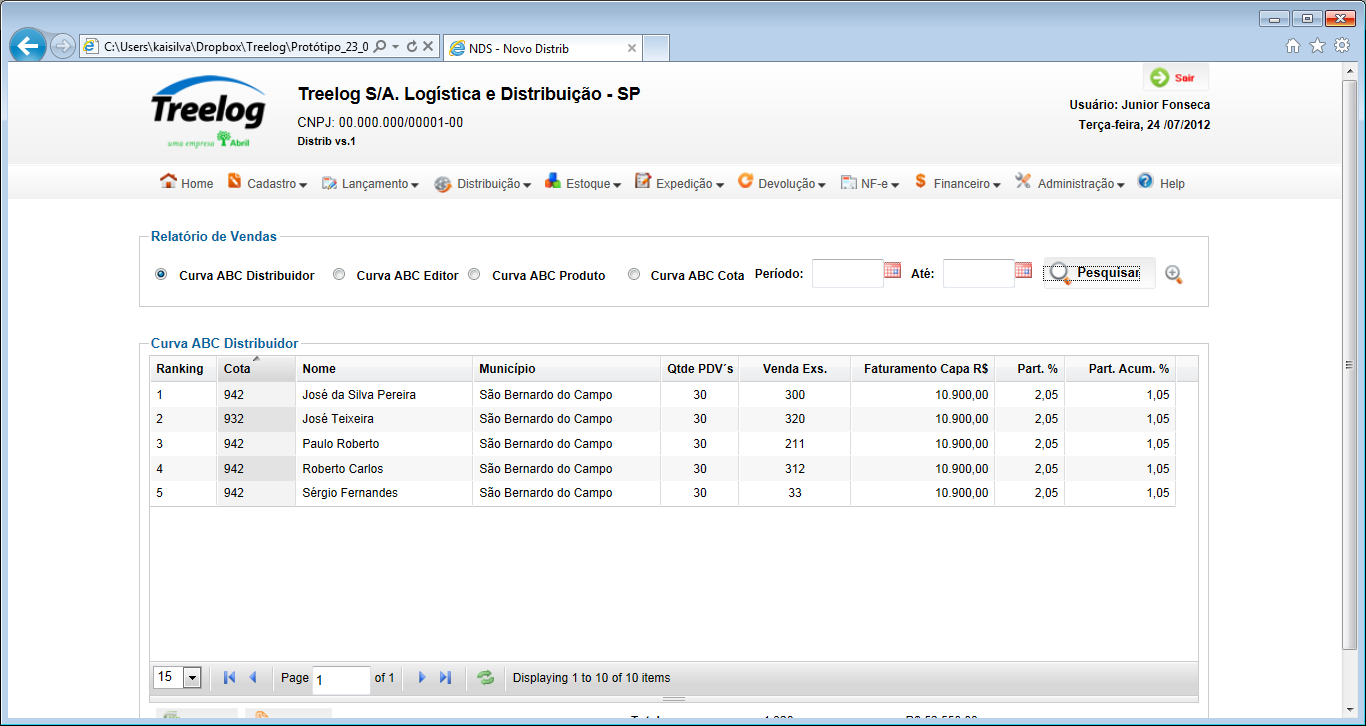 C:\Users\kaisilva\Dropbox\Treelog\Protótipo_23_0
NDS - Novo Distrib
Sair
Treelog
uma empresa Abril
Treelog S/A. Logística e Distribuição - SP
CNPJ: 00.000.000/00001-00
Distrib vs.1
Usuário: Junior Fonseca
Terça-feira, 24 /07/2012
Home Cadastro Lançamento Distribuição Estoque Expedição Devolução NF-e Financeiro Administração Help
Relatório de Vendas
Curva ABC Distribuidor Curva ABC Editor Curva ABC Produto Curva ABC Cota Período: Até: Pesquisar
Curva ABC Distribuidor
Ranking Cota Nome Município Qtde PDV´s Venda Exs. Faturamento Capa R$ Part. % Part. Acum. %
1 942 José da Silva Pereira São Bernardo do Campo 30 300 10.900,00 2,05 1,05
2 932 José Teixeira São Bernardo do Campo 30 320 10.900,00 2,05 1,05
3 942 Paulo Roberto São Bernardo do Campo 30 211 10.900,00 2,05 1,05
4 942 Roberto Carlos São Bernardo do Campo 30 312 10.900,00 2,05 1,05
5 942 Sérgio Fernandes São Bernardo do Campo 30 33 10.900,00 2,05 1,05
15 Page 1 of 1 Displaying 1 to 10 of 10 items